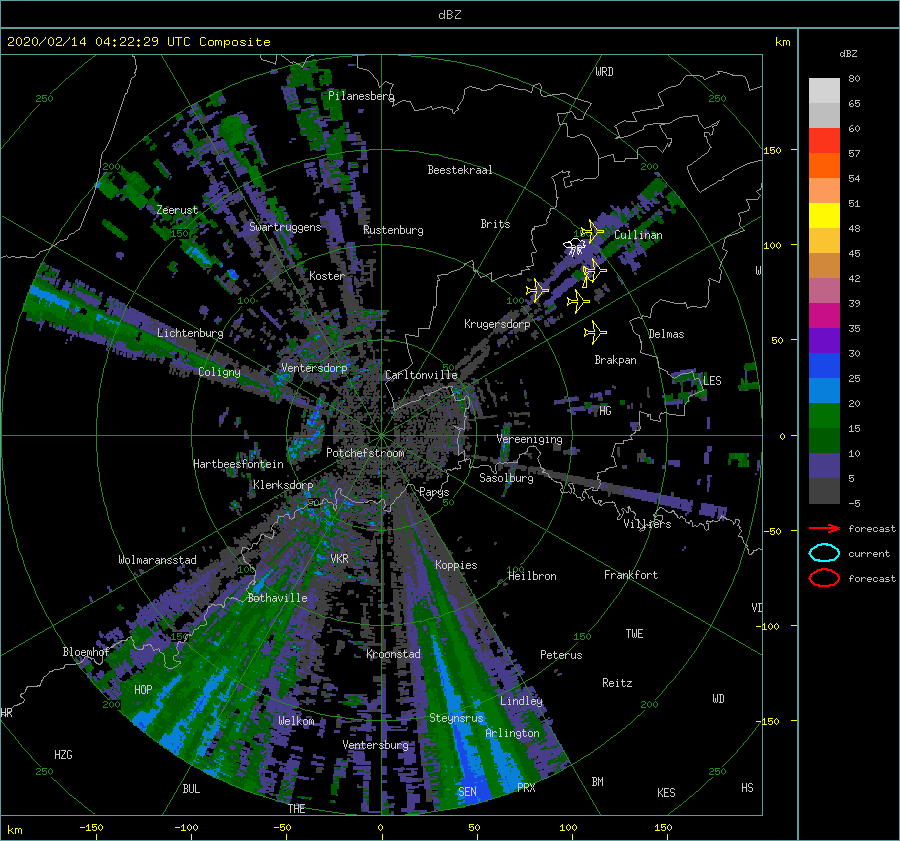 dBZ
2020/02/14 04:22:29 UTC Composite
km
dBZ
WRD
80
250
Pilanesberg
250
65
60
150
57
200
Beestekraal
200
54
Zeerust
51
Swartruggens
Rustenburg
Brits
150
Cullinan
48
100
45
Koster
W
42
100
100
39
Krugersdorp
35
Lichtenburg
Delmas
50
30
Ventersdorp
Brakpan
Coligny
Carltonville
LES
25
HG
20
Vereeniging
0
15
Potchefstroom
Hartbeesfontein
10
Sasolburg
Klerksdorp
Parys
5
50
50
-5
Villiers
forecast
-50
Wolmaransstad
VKR
Koppies
current
100
100
Heilbron
Frankfort
forecast
Bothaville
VD
-100
150
150
TWE
Bloemhof
Kroonstad
Peterus
Reitz
HOP
WD
200
Lindley
200
HR
Welkom
Steynsrus
-150
Arlington
Ventersburg
HZG
250
250
BUL
SEN
PRX
BM
KES
HS
THE
km
-150
-100
-50
0
50
100
150